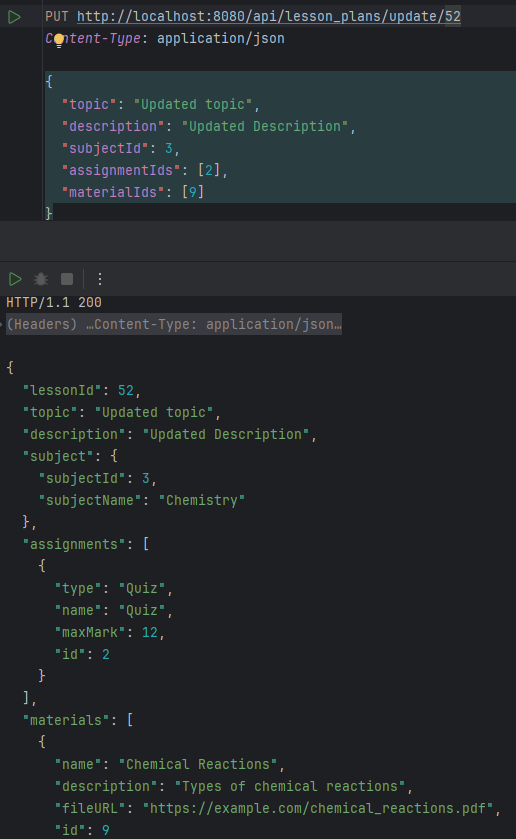 PUT http://localhost:8080/api/lesson_plans/update/52
Content-Type: application/json
{
"topic": "Updated topic",
"description": "Updated Description",
"subjectId": 3,
"assignmentIds": [2],
"materialIds": [9]
}
HTTP/1.1 200
(Headers) …Content-Type: application/json…
{
"lessonId": 52,
"topic": "Updated topic",
"description": "Updated Description",
"subject": {
"subjectId": 3,
"subjectName": "Chemistry"
},
"assignments": [
{
"type": "Quiz",
"name": "Quiz",
"maxMark": 12,
"id": 2
}
],
"materials": [
{
"name": "Chemical Reactions",
"description": "Types of chemical reactions",
"fileURL": "https://example.com/chemical_reactions.pdf",
"id": 9